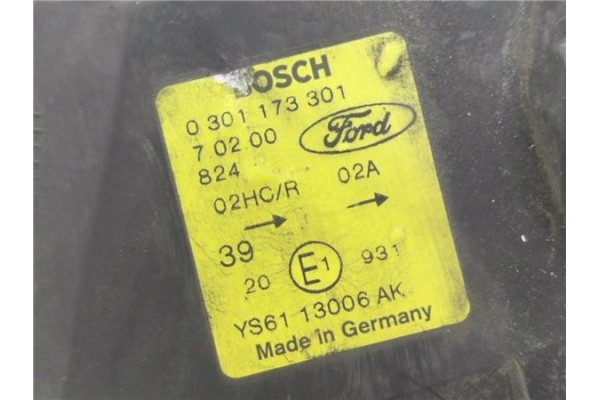 BOSCH
0 301 173 301
7 02 00 Ford
824
02HC/R 02A
→ →
39
20 E1 931
YS61 13006 AK
Made in Germany